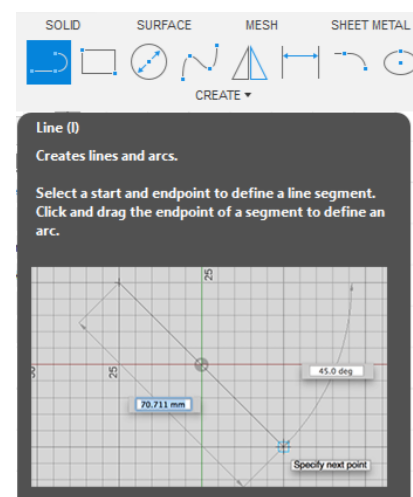 SOLID SURFACE MESH SHEET METAL
CREATE ▾
Line (l)
Creates lines and arcs.
Select a start and endpoint to define a line segment.
Click and drag the endpoint of a segment to define an
arc.
25
25
45.0 deg
70.711 mm
Specify next point